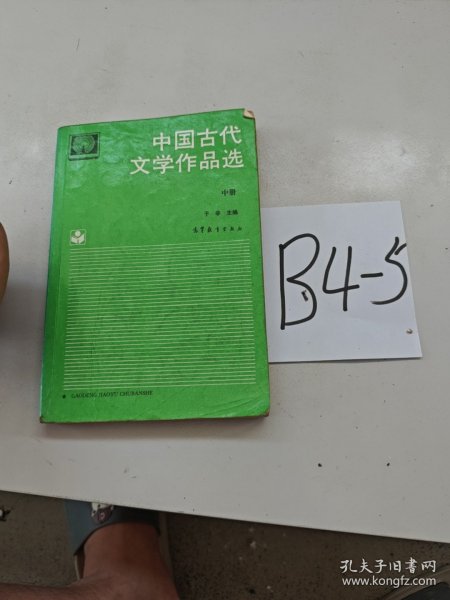 中国古代
文学作品选
中册
于非 主编
高等教育出版社
GAODENG JIAOYU CHUBANSHE
B4-5
孔夫子旧书网
www.kongfz.com